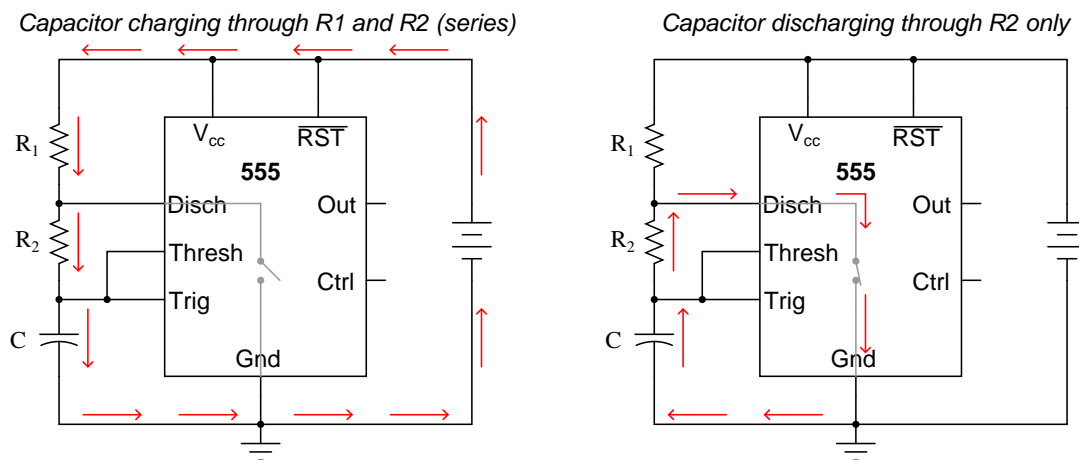 Capacitor charging through R1 and R2 (series)
R1
R2
C
Vcc
RST
555
Disch
Thresh
Trig
Gnd
Out
Ctrl
Capacitor discharging through R2 only
R1
R2
C
Vcc
RST
555
Disch
Thresh
Trig
Gnd
Out
Ctrl